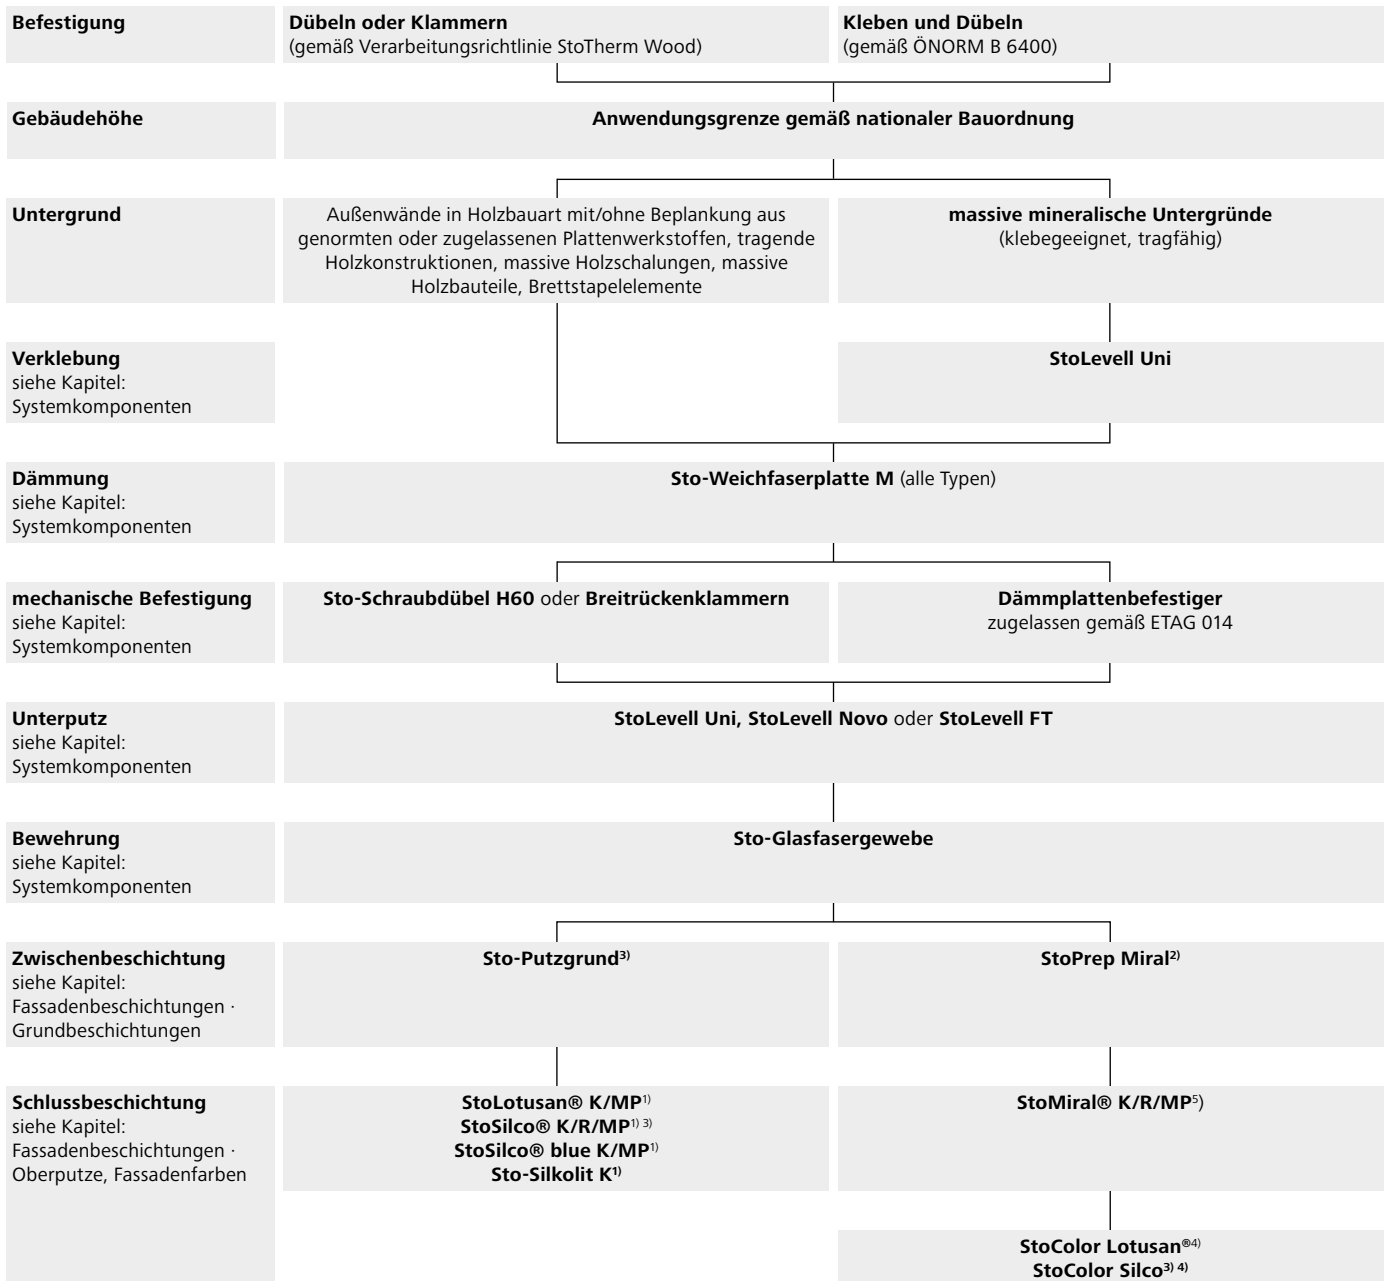 Befestigung
Dübeln oder Klammern
(gemäß Verarbeitungsrichtlinie StoTherm Wood)
Kleben und Dübeln
(gemäß ÖNORM B 6400)
Gebäudehöhe
Anwendungsgrenze gemäß nationaler Bauordnung
Untergrund
Außenwände in Holzbauart mit/ohne Beplankung aus
genormten oder zugelassenen Plattenwerkstoffen, tragende
Holzkonstruktionen, massive Holzschalungen, massive
Holzbauteile, Brettstapelelemente
massive mineralische Untergründe
(klebegeeignet, tragfähig)
Verklebung
siehe Kapitel:
Systemkomponenten
StoLevell Uni
Dämmung
siehe Kapitel:
Systemkomponenten
Sto-Weichfaserplatte M (alle Typen)
mechanische Befestigung
siehe Kapitel:
Systemkomponenten
Sto-Schraubdübel H60 oder Breitrückenklammern
Dämmplattenbefestiger
zugelassen gemäß ETAG 014
Unterputz
siehe Kapitel:
Systemkomponenten
StoLevell Uni, StoLevell Novo oder StoLevell FT
Bewehrung
siehe Kapitel:
Systemkomponenten
Sto-Glasfasergewebe
Zwischenbeschichtung
siehe Kapitel:
Fassadenbeschichtungen ·
Grundbeschichtungen
Sto-Putzgrund³⁾
StoPrep Miral²⁾
Schlussbeschichtung
siehe Kapitel:
Fassadenbeschichtungen ·
Oberputze, Fassadenfarben
StoLotusan® K/MP¹⁾
StoSilco® K/R/MP¹⁾ ³⁾
StoSilco® blue K/MP¹⁾
Sto-Silkolit K¹⁾
StoMiral® K/R/MP⁵)
StoColor Lotusan®⁴⁾
StoColor Silco³⁾ ⁴⁾